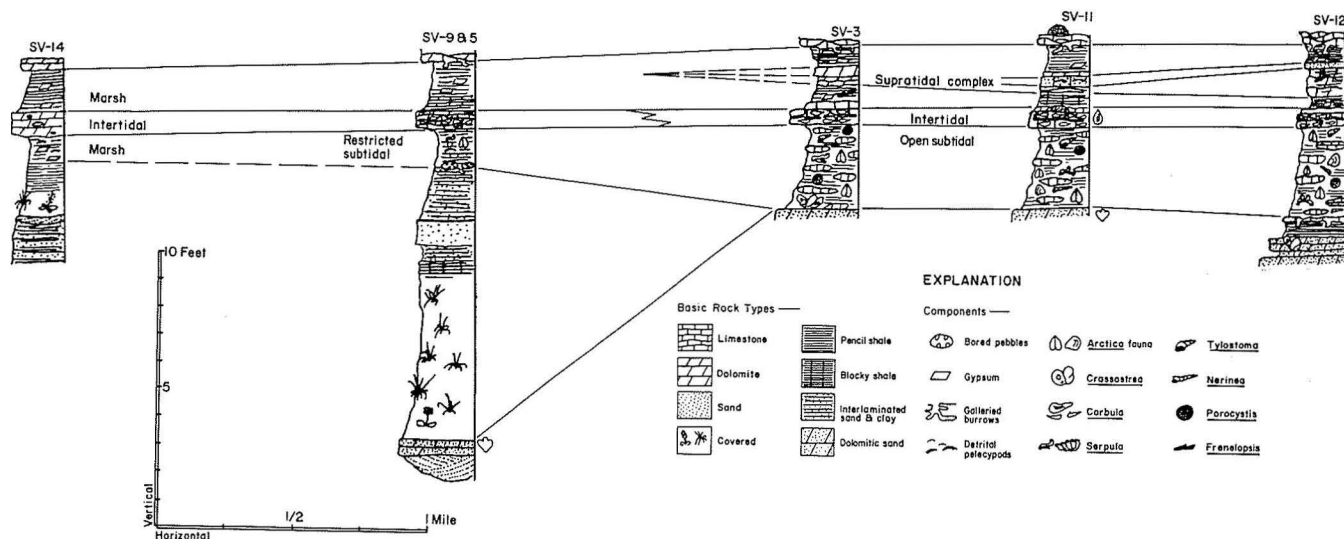 SV-14
SV-9&5
SV-3
SV-11
SV-12
Marsh
Supratidal complex
Intertidal
Intertidal
Restricted
subtidal
Open subtidal
Marsh
10 Feet
5
Vertical
1/2
1 Mile
Horizontal
EXPLANATION
Basic Rock Types —
Limestone
Dolomite
Sand
Covered
Pencil shale
Blocky shale
Interlaminated
sand & clay
Dolomitic sand
Components —
Bored pebbles
Gypsum
Galleried
burrows
Detrital
pelecypods
Arctica fauna
Crassostrea
Corbula
Serpula
Tylostoma
Nerinea
Porocystis
Frenelopsis